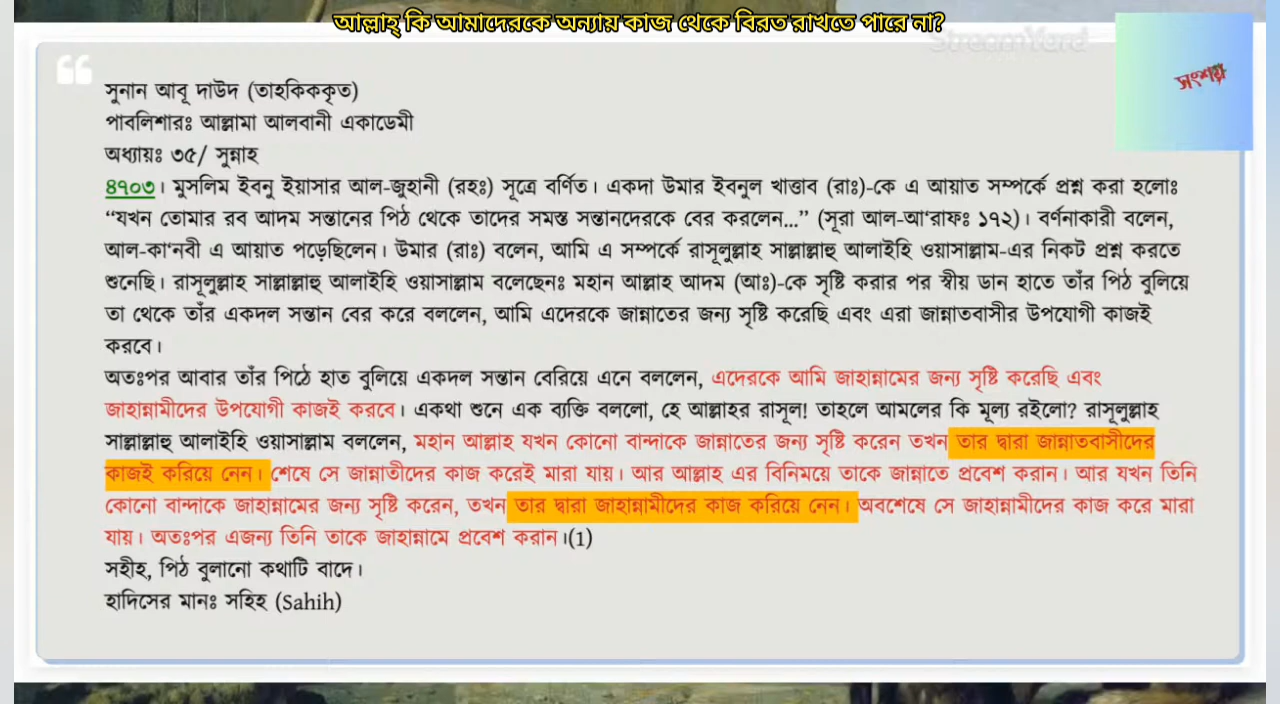 আল্লাহ্ কি আমাদেরকে অন্যায় কাজ থেকে বিরত রাখতে পারে না?
StreamYard
সংশয়
সুনান আবূ দাউদ (তাহকিককৃত)
পাবলিশারঃ আল্লামা আলবানী একাডেমী
অধ্যায়ঃ ৩৫/ সুন্নাহ
৪৭০৩। মুসলিম ইবনু ইয়াসার আল-জুহানী (রহঃ) সূত্রে বর্ণিত। একদা উমার ইবনুল খাত্তাব (রাঃ)-কে এ আয়াত সম্পর্কে প্রশ্ন করা হলোঃ
“যখন তোমার রব আদম সন্তানের পিঠ থেকে তাদের সমস্ত সন্তানদেরকে বের করলেন...” (সূরা আল-আ‘রাফঃ ১৭২)। বর্ণনাকারী বলেন,
আল-কা‘নবী এ আয়াত পড়েছিলেন। উমার (রাঃ) বলেন, আমি এ সম্পর্কে রাসূলুল্লাহ সাল্লাল্লাহু আলাইহি ওয়াসাল্লাম-এর নিকট প্রশ্ন করতে
শুনেছি। রাসূলুল্লাহ সাল্লাল্লাহু আলাইহি ওয়াসাল্লাম বলেছেনঃ মহান আল্লাহ আদম (আঃ)-কে সৃষ্টি করার পর স্বীয় ডান হাতে তাঁর পিঠ বুলিয়ে
তা থেকে তাঁর একদল সন্তান বের করে বললেন, আমি এদেরকে জান্নাতের জন্য সৃষ্টি করেছি এবং এরা জান্নাতবাসীর উপযোগী কাজই
করবে।
অতঃপর আবার তাঁর পিঠে হাত বুলিয়ে একদল সন্তান বেরিয়ে এনে বললেন, এদেরকে আমি জাহান্নামের জন্য সৃষ্টি করেছি এবং
জাহান্নামীদের উপযোগী কাজই করবে। একথা শুনে এক ব্যক্তি বললো, হে আল্লাহর রাসূল! তাহলে আমলের কি মূল্য রইলো? রাসূলুল্লাহ
সাল্লাল্লাহু আলাইহি ওয়াসাল্লাম বললেন, মহান আল্লাহ যখন কোনো বান্দাকে জান্নাতের জন্য সৃষ্টি করেন তখন তার দ্বারা জান্নাতবাসীদের
কাজই করিয়ে নেন। শেষে সে জান্নাতীদের কাজ করেই মারা যায়। আর আল্লাহ এর বিনিময়ে তাকে জান্নাতে প্রবেশ করান। আর যখন তিনি
কোনো বান্দাকে জাহান্নামের জন্য সৃষ্টি করেন, তখন তার দ্বারা জাহান্নামীদের কাজ করিয়ে নেন। অবশেষে সে জাহান্নামীদের কাজ করে মারা
যায়। অতঃপর এজন্য তিনি তাকে জাহান্নামে প্রবেশ করান।(1)
সহীহ, পিঠ বুলানো কথাটি বাদে।
হাদিসের মানঃ সহিহ (Sahih)